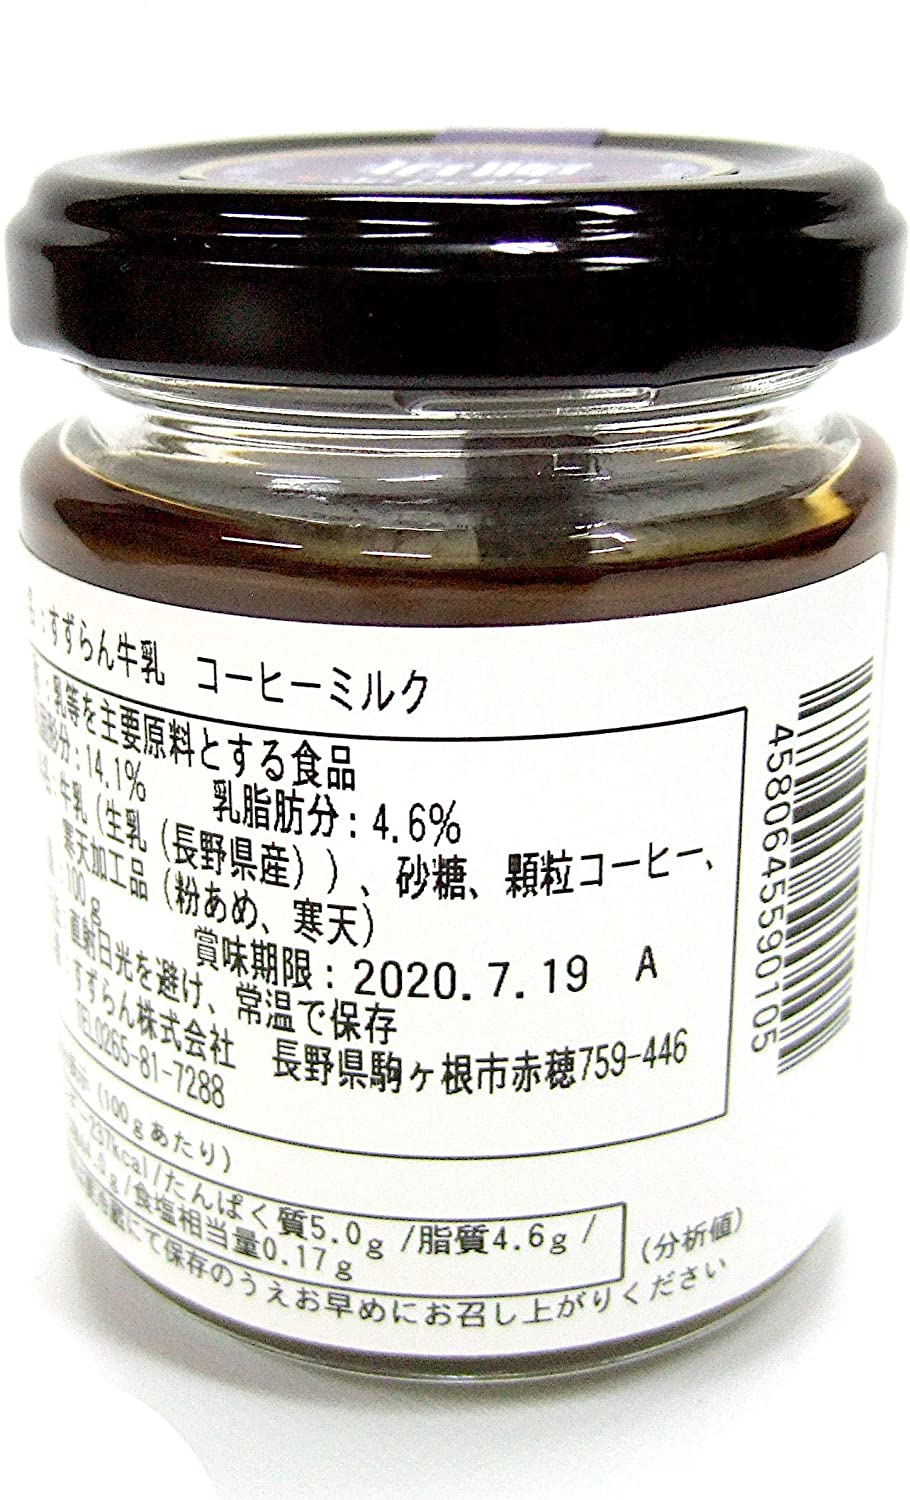 ：すずらん牛乳　コーヒーミルク
：乳等を主要原料とする食品
形分：14.1%　乳脂肪分：4.6%
：牛乳（生乳（長野県産））、砂糖、顆粒コーヒー、
寒天加工品（粉あめ、寒天）
：100g　賞味期限：2020.7.19　A
：直射日光を避け、常温で保存
：すずらん株式会社　長野県駒ヶ根市赤穂759-446
TEL0265-81-7288
(100gあたり)
237kcal/たんぱく質5.0g/脂質4.6g/
.0g/食塩相当量0.17g
(分析値)
にて保存のうえお早めにお召し上がりください
4580645590105